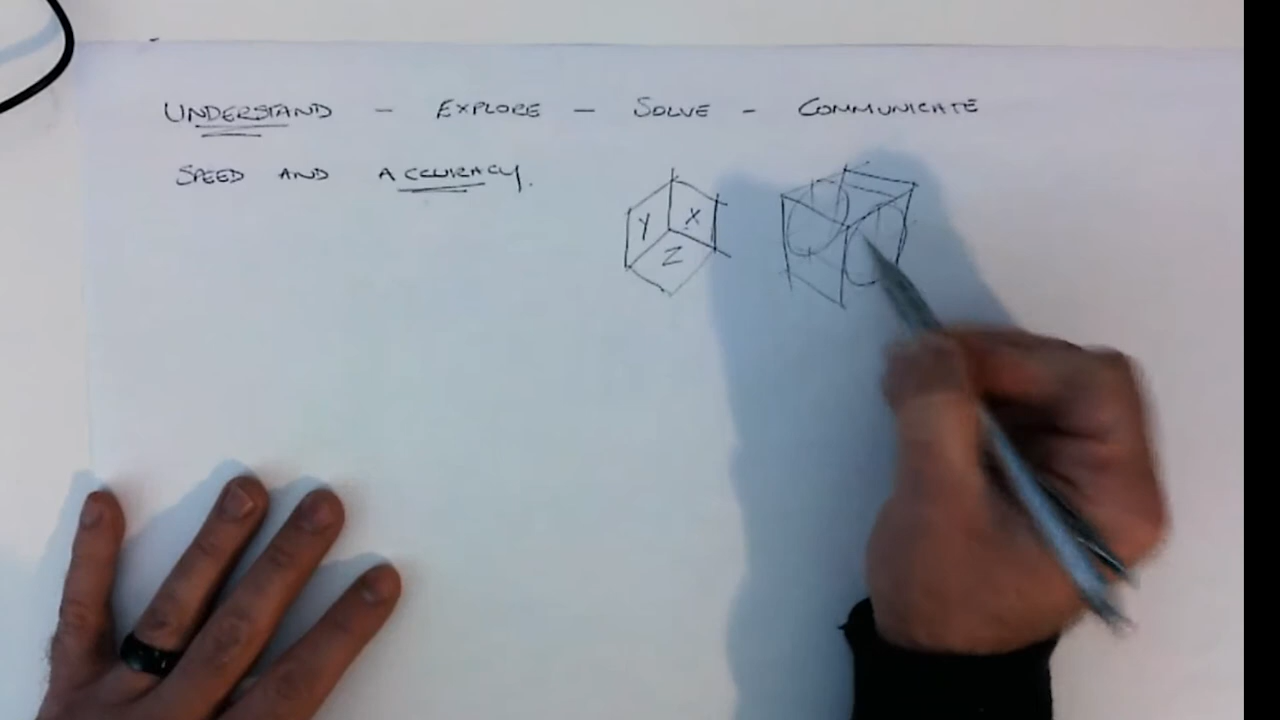 UNDERSTAND - EXPLORE - SOLVE - COMMUNICATE
SPEED AND ACCURACY.
Y X
Z